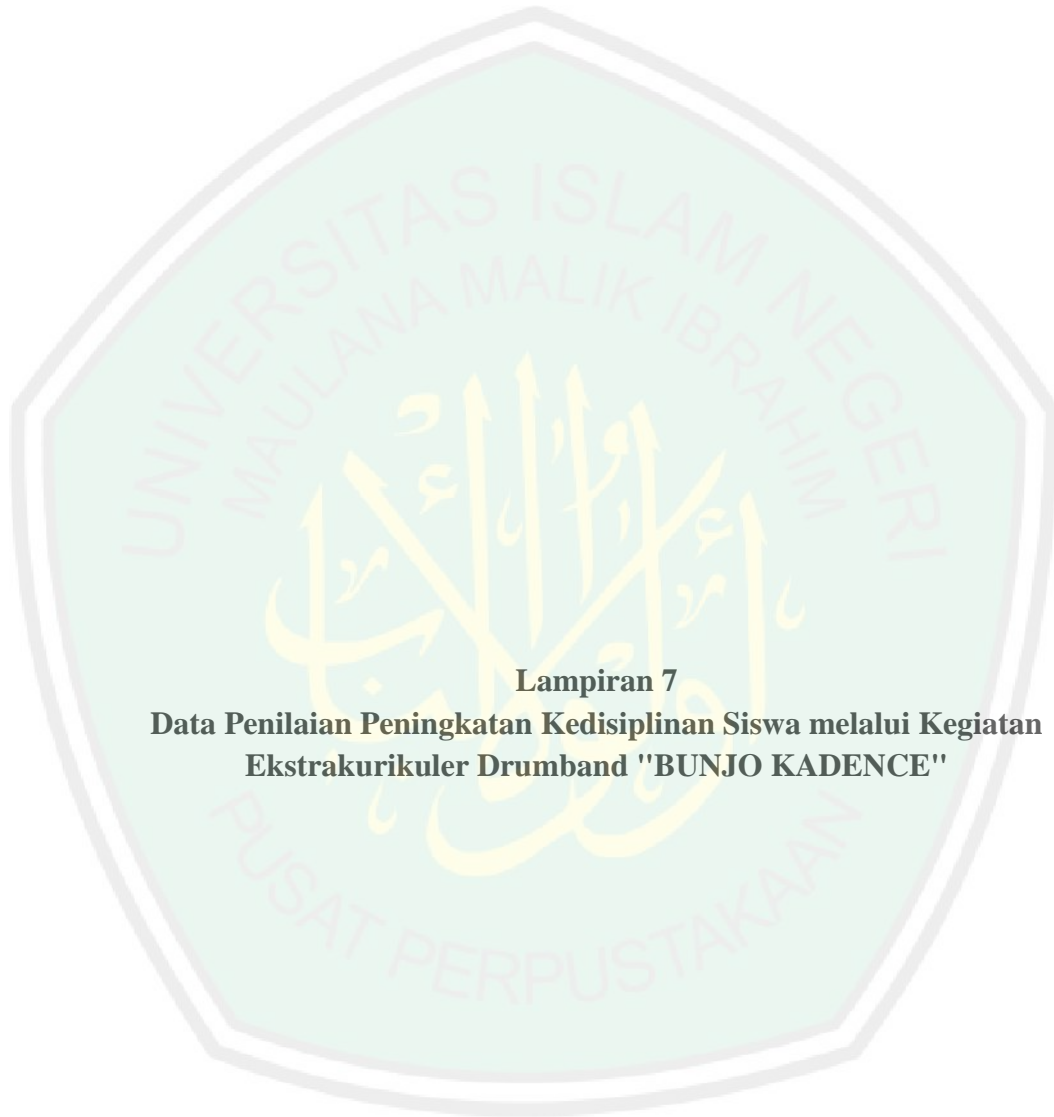 UNIVERSITAS ISLAM NEGERI
MAULANA MALIK IBRAHIM
Lampiran 7
Data Penilaian Peningkatan Kedisiplinan Siswa melalui Kegiatan
Ekstrakurikuler Drumband "BUNJO KADENCE"
PUSAT PERPUSTAKAAN